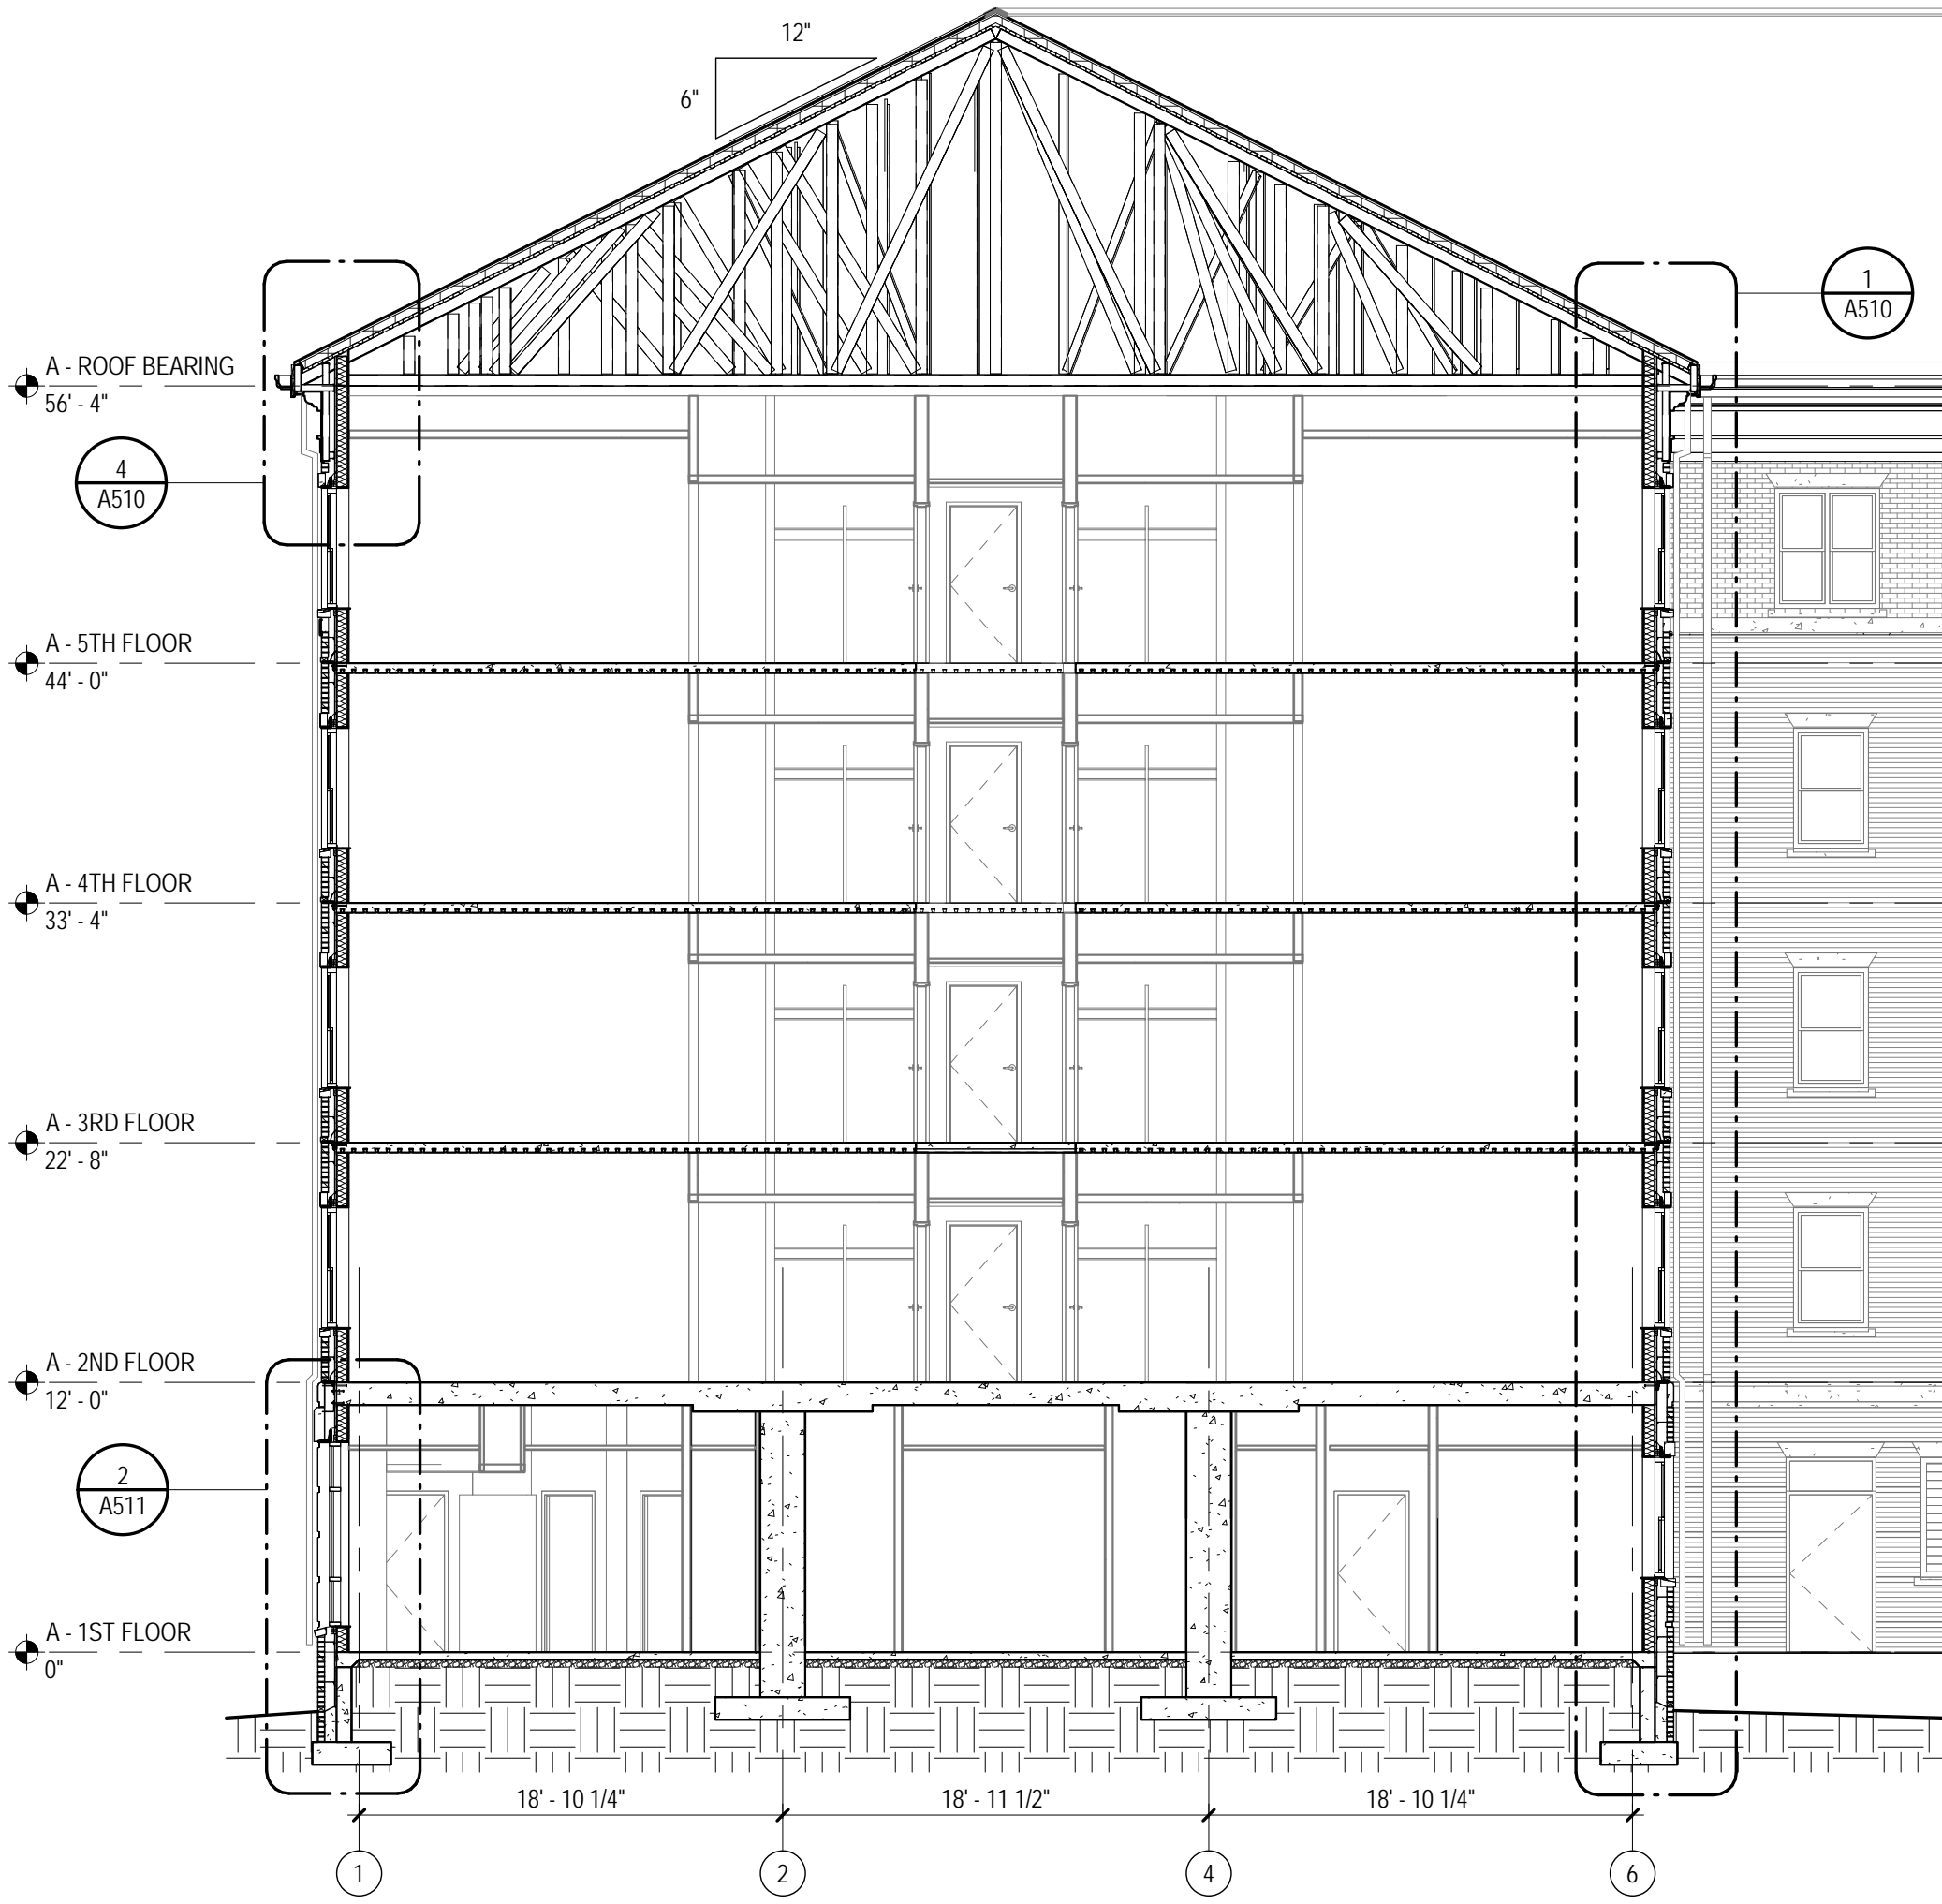 12"
6"
1
A510
A - ROOF BEARING
56' - 4"
4
A510
A - 5TH FLOOR
44' - 0"
A - 4TH FLOOR
33' - 4"
A - 3RD FLOOR
22' - 8"
A - 2ND FLOOR
12' - 0"
2
A511
A - 1ST FLOOR
0"
18' - 10 1/4"
18' - 11 1/2"
18' - 10 1/4"
1
2
4
6